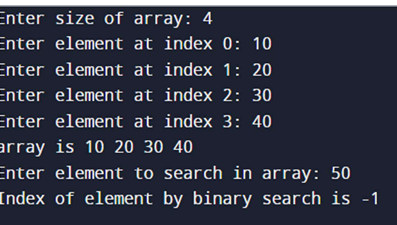 Enter size of array: 4
Enter element at index 0: 10
Enter element at index 1: 20
Enter element at index 2: 30
Enter element at index 3: 40
array is 10 20 30 40
Enter element to search in array: 50
Index of element by binary search is -1